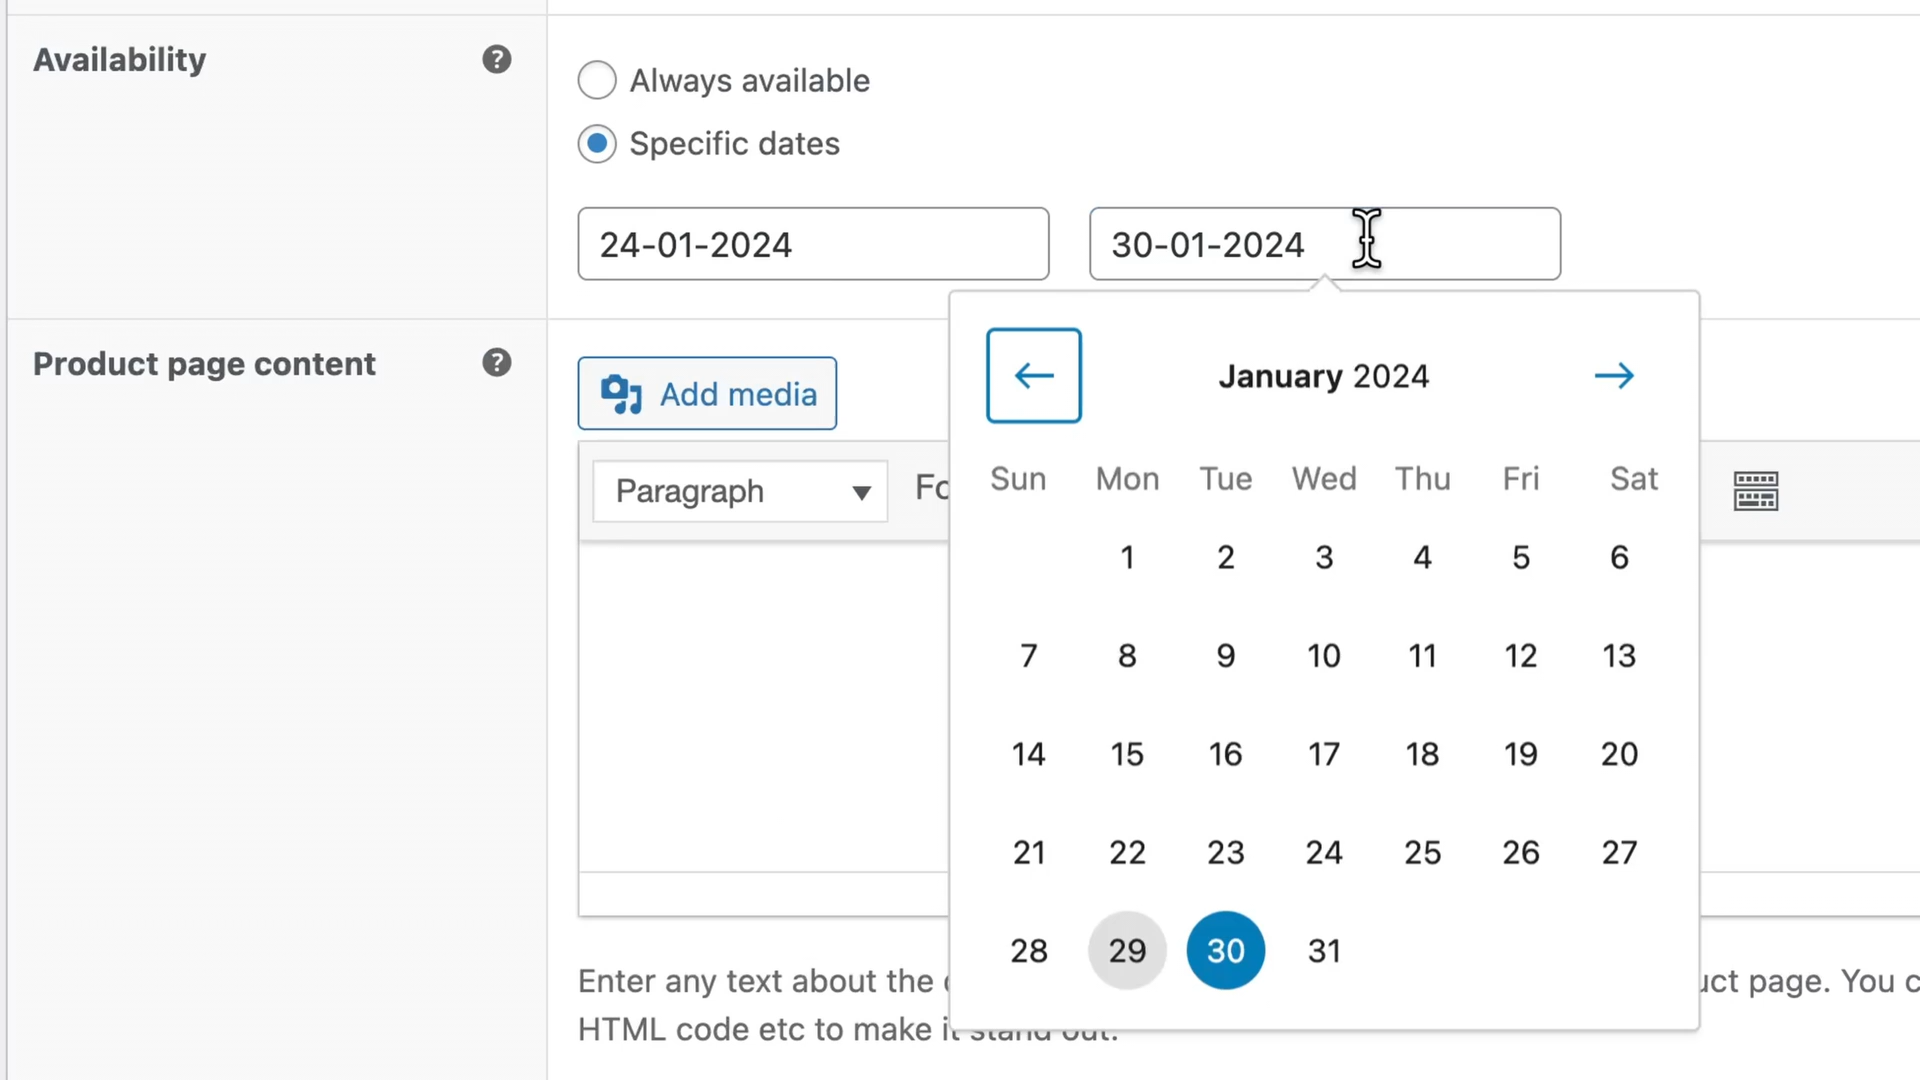 Availability ?
Always available
Specific dates
24-01-2024 30-01-2024
Product page content ?
Add media
January 2024
Paragraph
Sun Mon Tue Wed Thu Fri Sat
1 2 3 4 5 6
7 8 9 10 11 12 13
14 15 16 17 18 19 20
21 22 23 24 25 26 27
28 29 30 31
Enter any text about the page. You
HTML code etc to make it stand out.